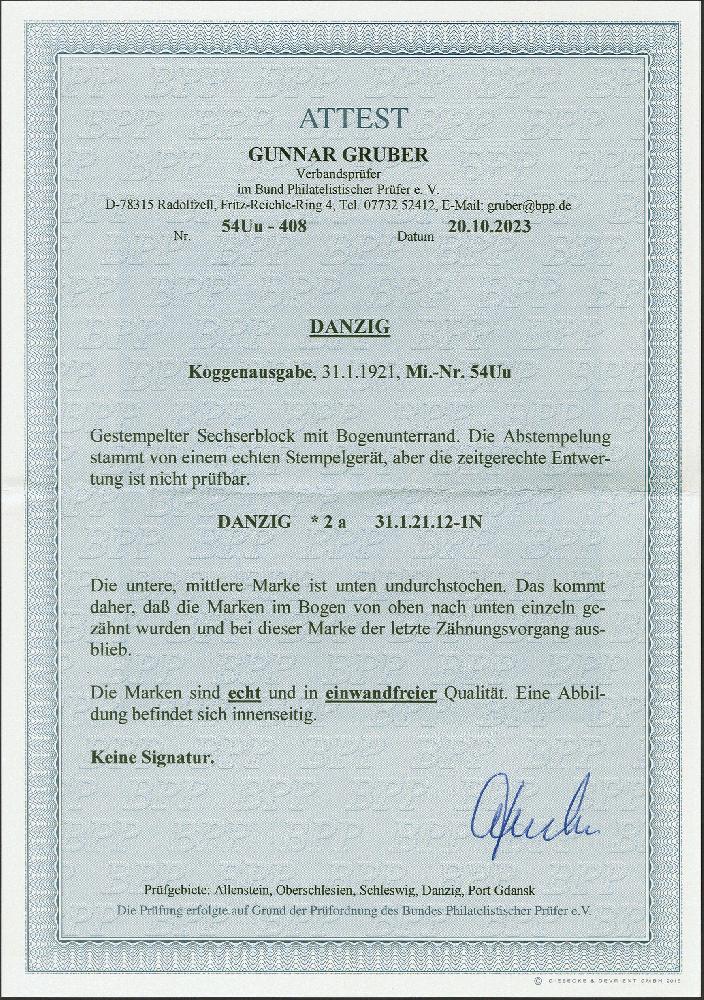 ATTEST
GUNNAR GRUBER
Verbandsprüfer
im Bund Philatelistischer Prüfer e. V.
D-78315 Radolfzell, Fritz-Reichle-Ring 4, Tel. 07732 52412, E-Mail: gruber@bpp.de
Nr. 54Uu - 408 Datum 20.10.2023
DANZIG
Koggenausgabe, 31.1.1921, Mi.-Nr. 54Uu
Gestempelter Sechserblock mit Bogenunterrand. Die Abstempelung
stammt von einem echten Stempelgerät, aber die zeitgerechte Entwer-
tung ist nicht prüfbar.
DANZIG * 2 a 31.1.21.12-1N
Die untere, mittlere Marke ist unten undurchstochen. Das kommt
daher, daß die Marken im Bogen von oben nach unten einzeln ge-
zähnt wurden und bei dieser Marke der letzte Zähnungsvorgang aus-
blieb.
Die Marken sind echt und in einwandfreier Qualität. Eine Abbil-
dung befindet sich innenseitig.
Keine Signatur.
Prüfgebiete: Allenstein, Oberschlesien, Schleswig, Danzig, Port Gdansk
Die Prüfung erfolgte auf Grund der Prüfordnung des Bundes Philatelistischer Prüfer e.V.
© GIESECKE & DEVRIENT GMBH